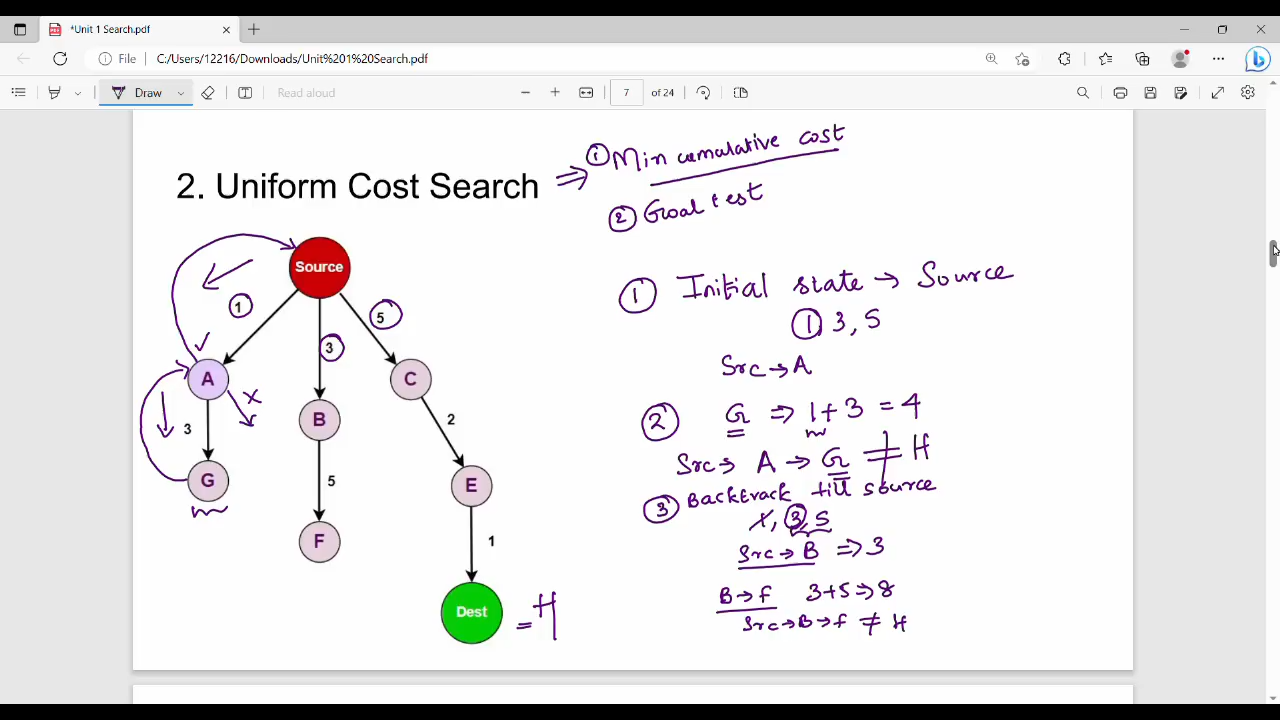 *Unit 1 Search.pdf
File C:/Users/12216/Downloads/Unit%201%20Search.pdf
Draw Read aloud 7 of 24
① Min cumulative cost
2. Uniform Cost Search ⇒
② Goal test
Source
① Initial state → Source
1 3 5
①, 3, 5
Src → A
A B C
② G ⇒ 1+3 = 4
3 2
Src → A → G ≠ H
G 5 E
③ Backtrack till source
1, ③, 5
F 1
Src → B ⇒ 3
B → F 3+5 ⇒ 8
Dest = H
Src → B → F ≠ H